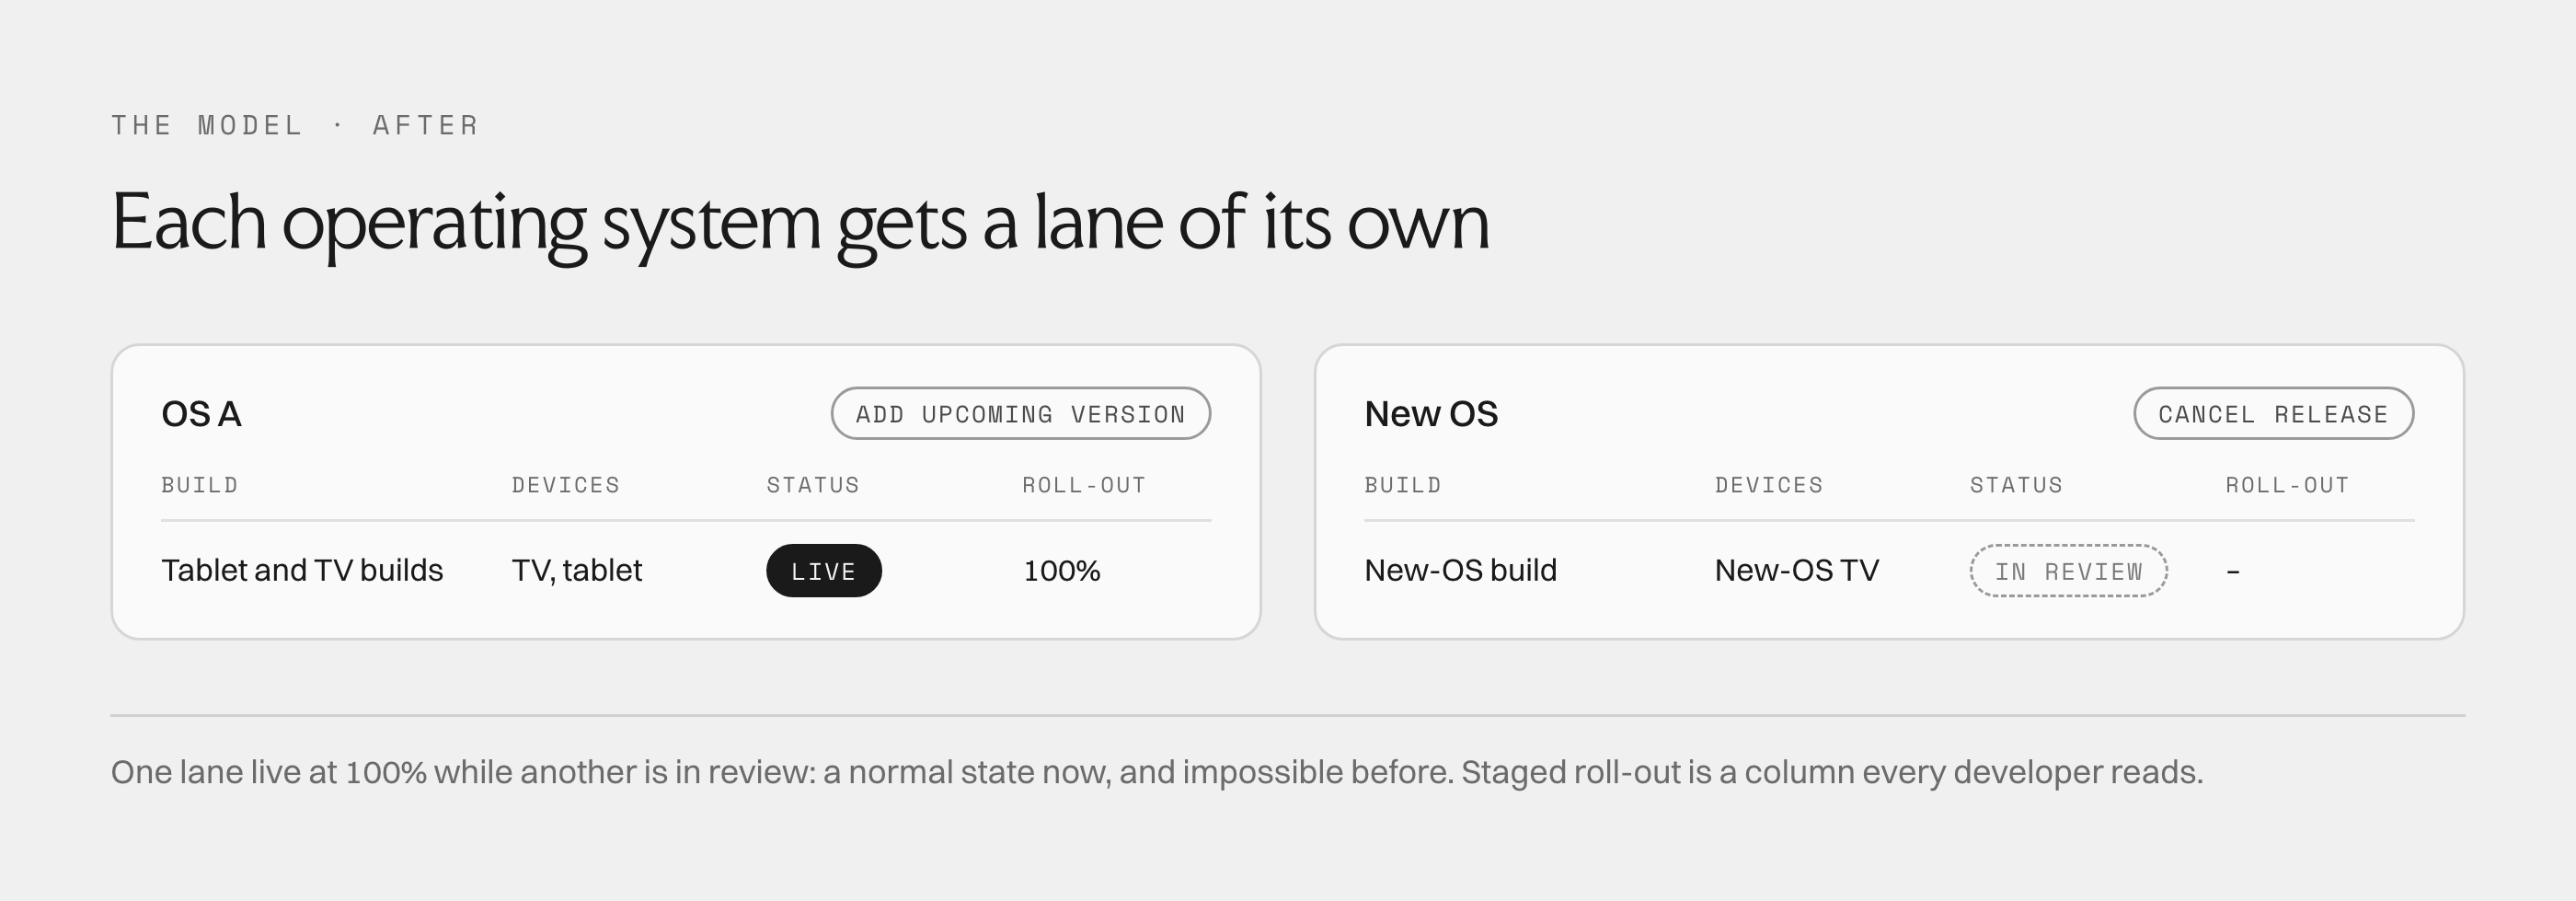 THE MODEL · AFTER
Each operating system gets a lane of its own
OS A
ADD UPCOMING VERSION
BUILD DEVICES STATUS ROLL-OUT
Tablet and TV builds TV, tablet LIVE 100%
New OS
CANCEL RELEASE
BUILD DEVICES STATUS ROLL-OUT
New-OS build New-OS TV IN REVIEW –
One lane live at 100% while another is in review: a normal state now, and impossible before. Staged roll-out is a column every developer reads.